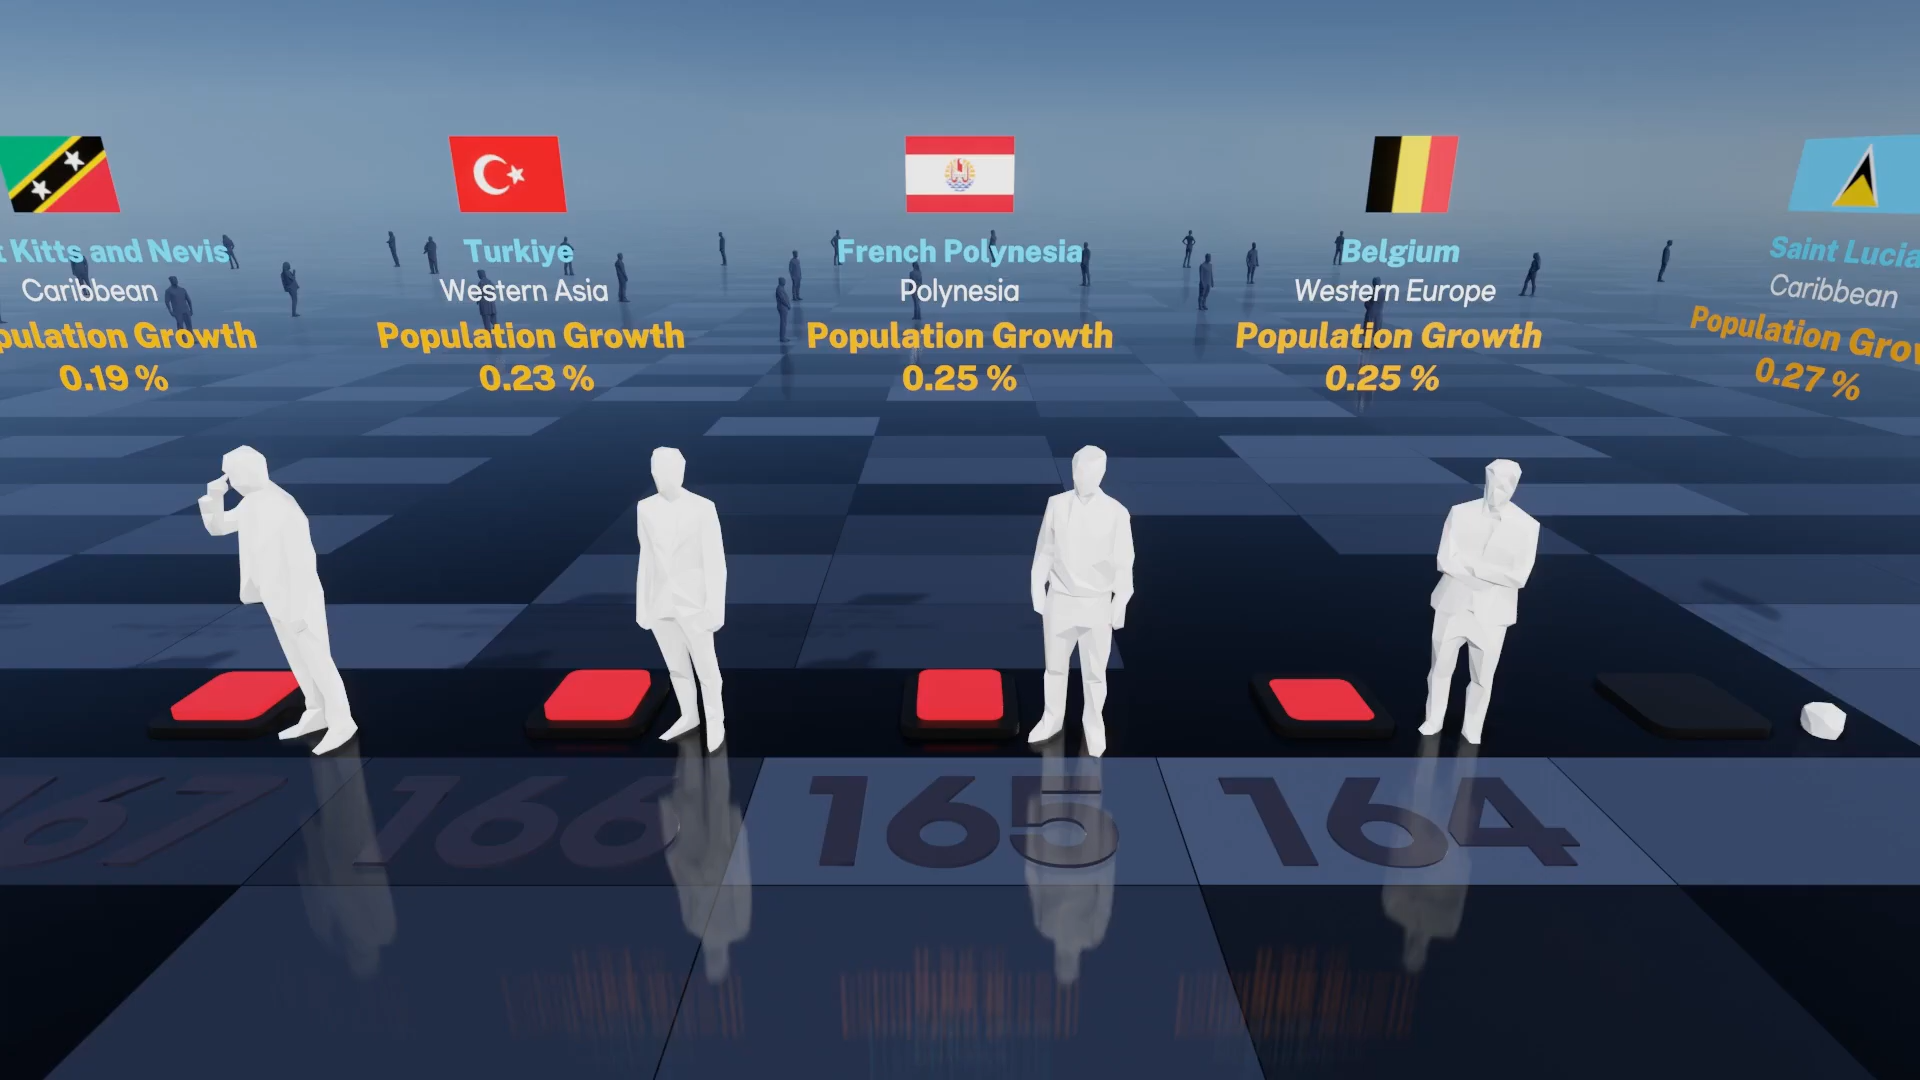 t Kitts and Nevis
Caribbean
pulation Growth
0.19 %
Turkiye
Western Asia
Population Growth
0.23 %
French Polynesia
Polynesia
Population Growth
0.25 %
Belgium
Western Europe
Population Growth
0.25 %
Saint Lucia
Caribbean
Population Grow
0.27 %
167
166
165
164